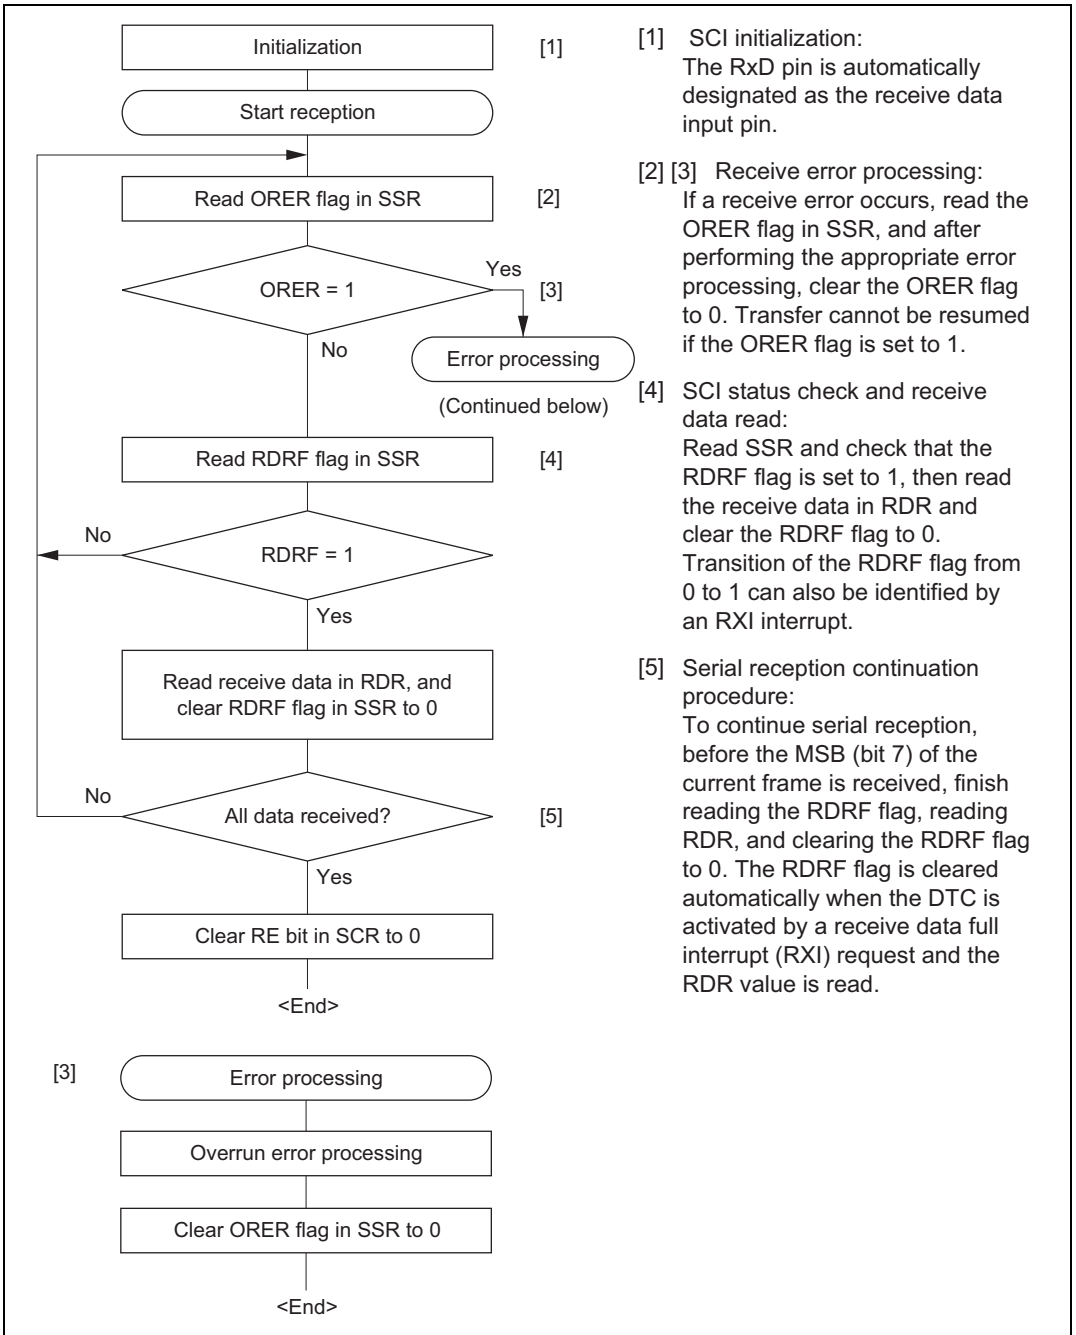 Initialization
[1]
Start reception
Read ORER flag in SSR
[2]
ORER = 1
Yes
[3]
No
Error processing
(Continued below)
Read RDRF flag in SSR
[4]
No
RDRF = 1
Yes
Read receive data in RDR, and
clear RDRF flag in SSR to 0
No
All data received?
[5]
Yes
Clear RE bit in SCR to 0
<End>
[3]
Error processing
Overrun error processing
Clear ORER flag in SSR to 0
<End>
[1] SCI initialization:
The RxD pin is automatically
designated as the receive data
input pin.
[2] [3] Receive error processing:
If a receive error occurs, read the
ORER flag in SSR, and after
performing the appropriate error
processing, clear the ORER flag
to 0. Transfer cannot be resumed
if the ORER flag is set to 1.
[4] SCI status check and receive
data read:
Read SSR and check that the
RDRF flag is set to 1, then read
the receive data in RDR and
clear the RDRF flag to 0.
Transition of the RDRF flag from
0 to 1 can also be identified by
an RXI interrupt.
[5] Serial reception continuation
procedure:
To continue serial reception,
before the MSB (bit 7) of the
current frame is received, finish
reading the RDRF flag, reading
RDR, and clearing the RDRF flag
to 0. The RDRF flag is cleared
automatically when the DTC is
activated by a receive data full
interrupt (RXI) request and the
RDR value is read.